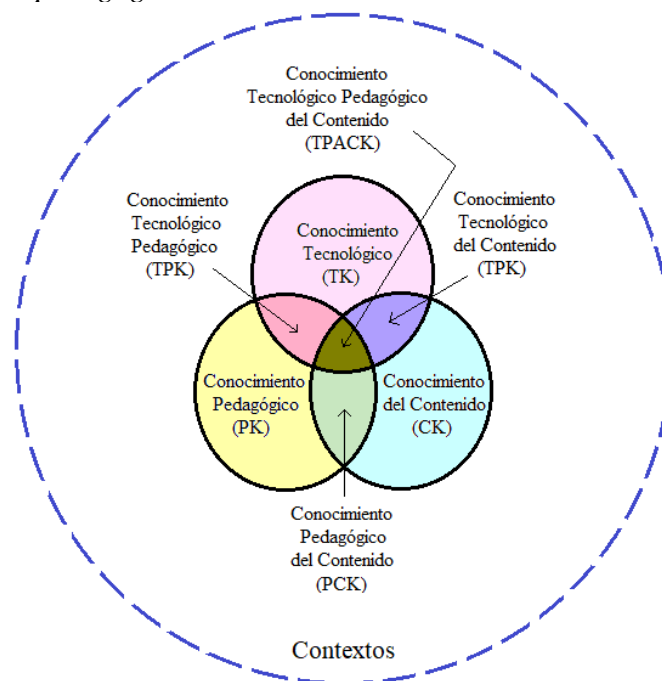 Conocimiento
Tecnológico Pedagógico
del Contenido
(TPACK)
Conocimiento
Tecnológico
Pedagógico
(TPK)
Conocimiento
Tecnológico
(TK)
Conocimiento
Tecnológico
del Contenido
(TPK)
Conocimiento
Pedagógico
(PK)
Conocimiento
del Contenido
(CK)
Conocimiento
Pedagógico
del Contenido
(PCK)
Contextos